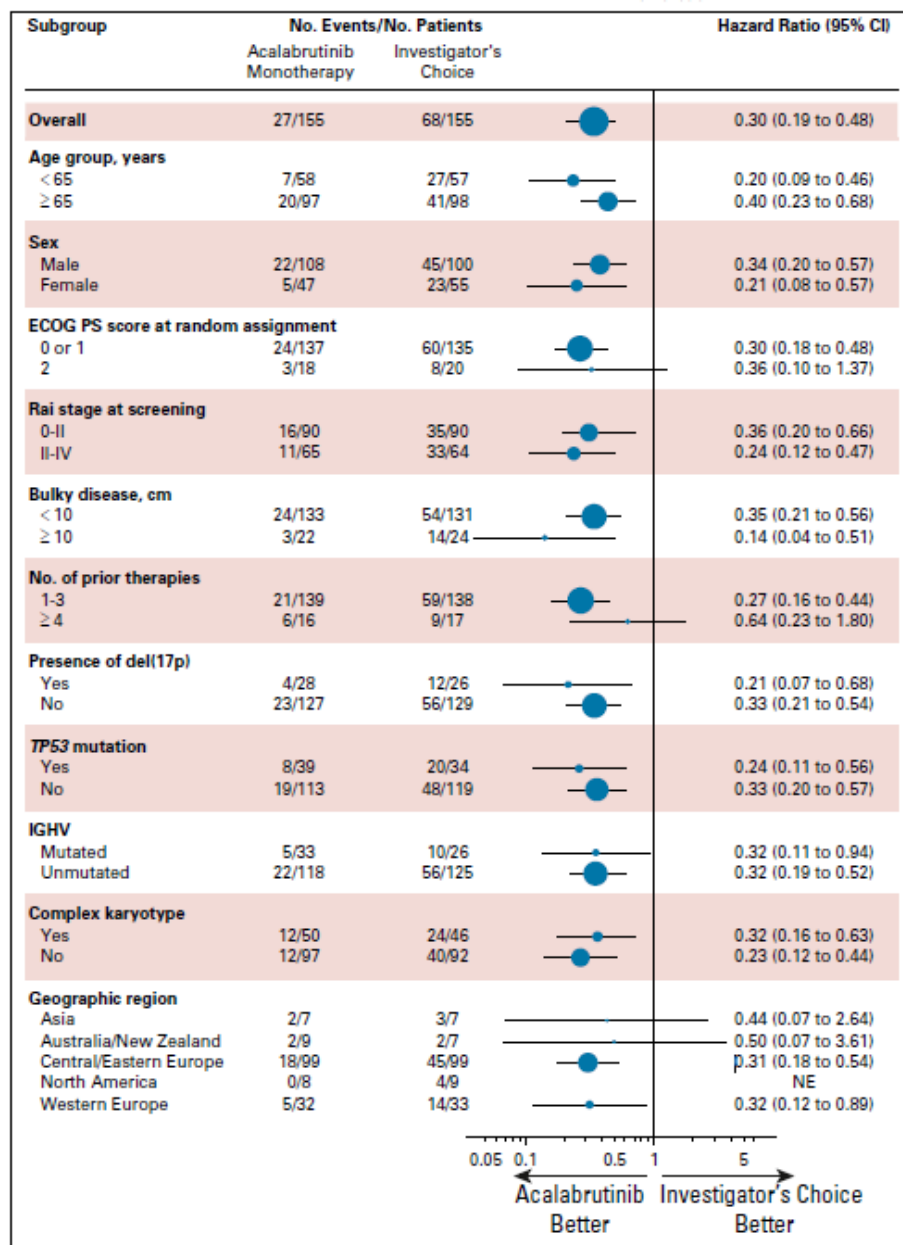 Subgroup No. Events/No. Patients Hazard Ratio (95% CI)
Acalabrutinib Investigator's
Monotherapy Choice
Overall 27/155 68/155 0.30 (0.19 to 0.48)
Age group, years
<65 7/58 27/57 0.20 (0.09 to 0.46)
≥65 20/97 41/98 0.40 (0.23 to 0.68)
Sex
Male 22/108 45/100 0.34 (0.20 to 0.57)
Female 5/47 23/55 0.21 (0.08 to 0.57)
ECOG PS score at random assignment
0 or 1 24/137 60/135 0.30 (0.18 to 0.48)
2 3/18 8/20 0.36 (0.10 to 1.37)
Rai stage at screening
0-II 16/90 35/90 0.36 (0.20 to 0.66)
II-IV 11/65 33/64 0.24 (0.12 to 0.47)
Bulky disease, cm
<10 24/133 54/131 0.35 (0.21 to 0.56)
≥10 3/22 14/24 0.14 (0.04 to 0.51)
No. of prior therapies
1-3 21/139 59/138 0.27 (0.16 to 0.44)
≥4 6/16 9/17 0.64 (0.23 to 1.80)
Presence of del(17p)
Yes 4/28 12/26 0.21 (0.07 to 0.68)
No 23/127 56/129 0.33 (0.21 to 0.54)
TP53 mutation
Yes 8/39 20/34 0.24 (0.11 to 0.56)
No 19/113 48/119 0.33 (0.20 to 0.57)
IGHV
Mutated 5/33 10/26 0.32 (0.11 to 0.94)
Unmutated 22/118 56/125 0.32 (0.19 to 0.52)
Complex karyotype
Yes 12/50 24/46 0.32 (0.16 to 0.63)
No 12/97 40/92 0.23 (0.12 to 0.44)
Geographic region
Asia 2/7 3/7 0.44 (0.07 to 2.64)
Australia/New Zealand 2/9 2/7 0.50 (0.07 to 3.61)
Central/Eastern Europe 18/99 45/99 0.31 (0.18 to 0.54)
North America 0/8 4/9 NE
Western Europe 5/32 14/33 0.32 (0.12 to 0.89)
0.05 0.1 0.5 1 5
Acalabrutinib Investigator's Choice
Better Better